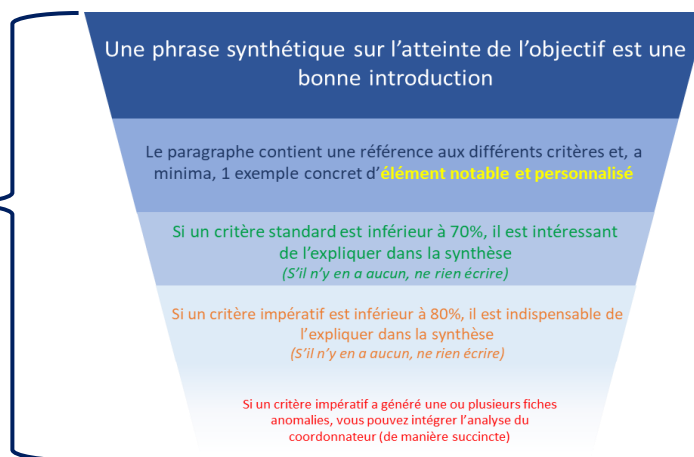 Une phrase synthétique sur l'atteinte de l'objectif est une
bonne introduction
Le paragraphe contient une référence aux différents critères et, a
minima, 1 exemple concret d'élément notable et personnalisé
Si un critère standard est inférieur à 70%, il est intéressant
de l'expliquer dans la synthèse
(S'il n'y en a aucun, ne rien écrire)
Si un critère impératif est inférieur à 80%, il est indispensable de
l'expliquer dans la synthèse
(S'il n'y en a aucun, ne rien écrire)
Si un critère impératif a généré une ou plusieurs fiches
anomalies, vous pouvez intégrer l'analyse du
coordonnateur (de manière succincte)